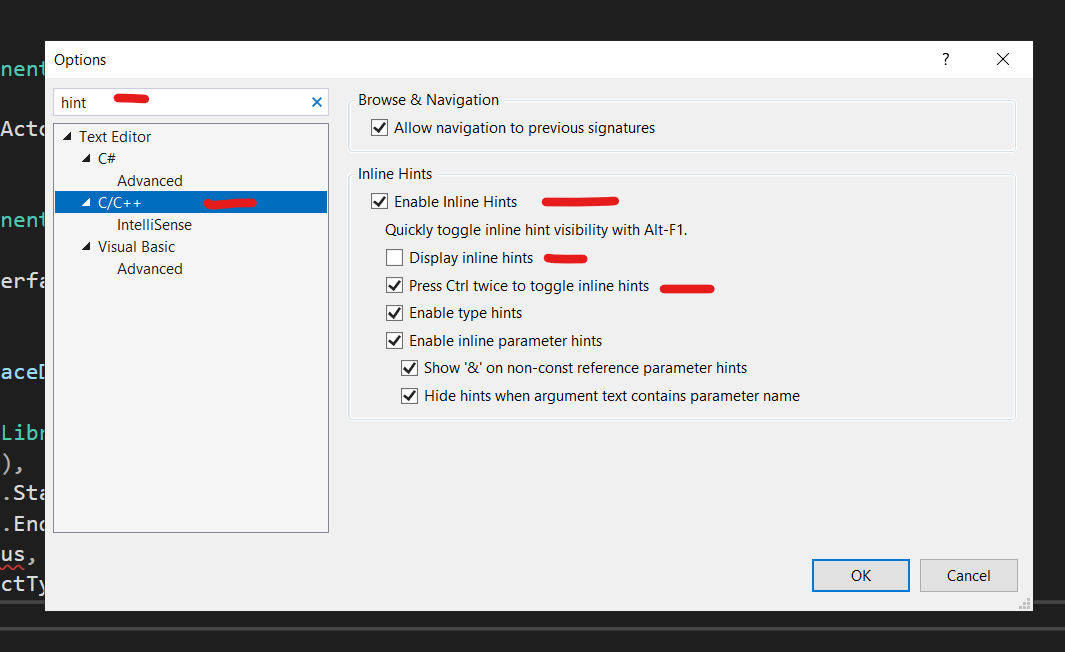 nent
Options
?
hint
Acto
Text Editor
C#
Advanced
C/C++
IntelliSense
Visual Basic
Advanced
nent
erfa
aceD
Libr
),
.Sta
.End
us,
ctTy
Browse & Navigation
Allow navigation to previous signatures
Inline Hints
Enable Inline Hints
Quickly toggle inline hint visibility with Alt-F1.
Display inline hints
Press Ctrl twice to toggle inline hints
Enable type hints
Enable inline parameter hints
Show '&' on non-const reference parameter hints
Hide hints when argument text contains parameter name
OK
Cancel